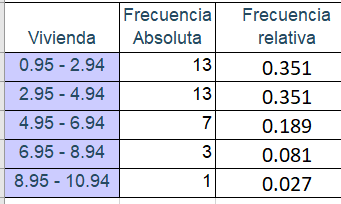 Vivienda Frecuencia Absoluta Frecuencia relativa
0.95 - 2.94 13 0.351
2.95 - 4.94 13 0.351
4.95 - 6.94 7 0.189
6.95 - 8.94 3 0.081
8.95 - 10.94 1 0.027